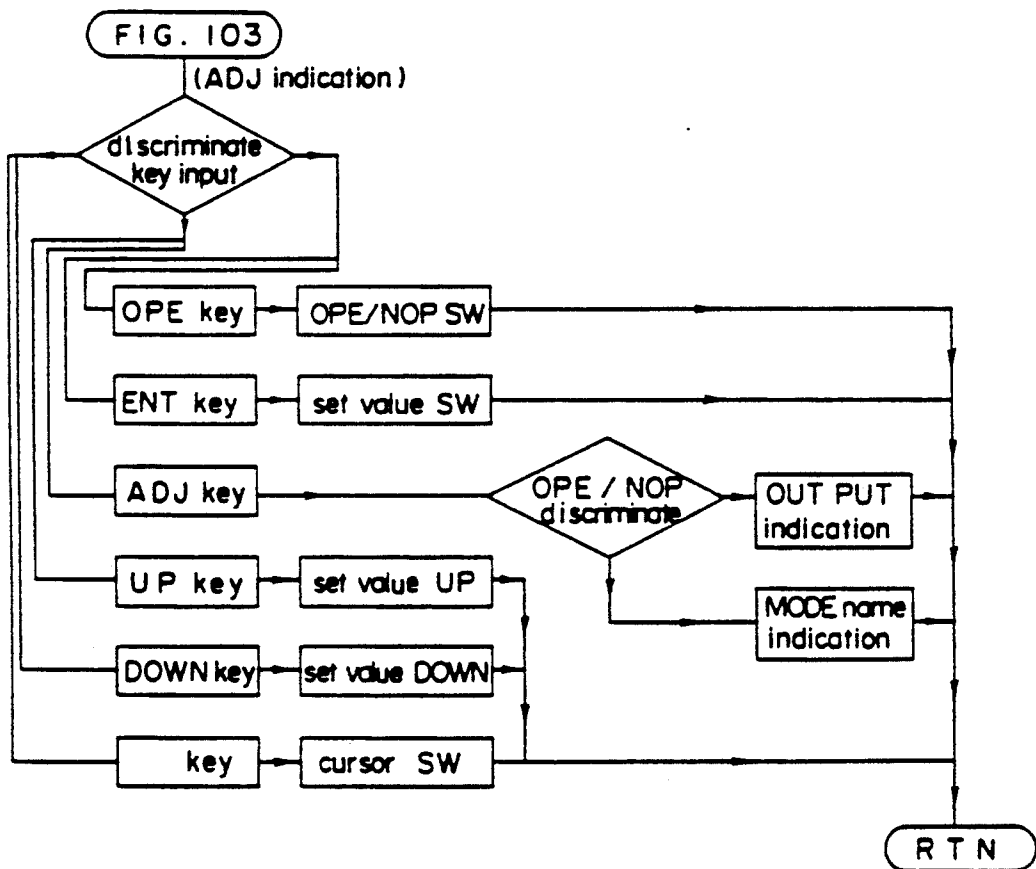 FIG. 103
(ADJ indication)
discriminate
key input
OPE key
OPE/NOP SW
ENT key
set value SW
ADJ key
OPE / NOP
discriminate
OUT PUT
indication
UP key
set value UP
MODE name
indication
DOWN key
set value DOWN
key
cursor SW
RTN